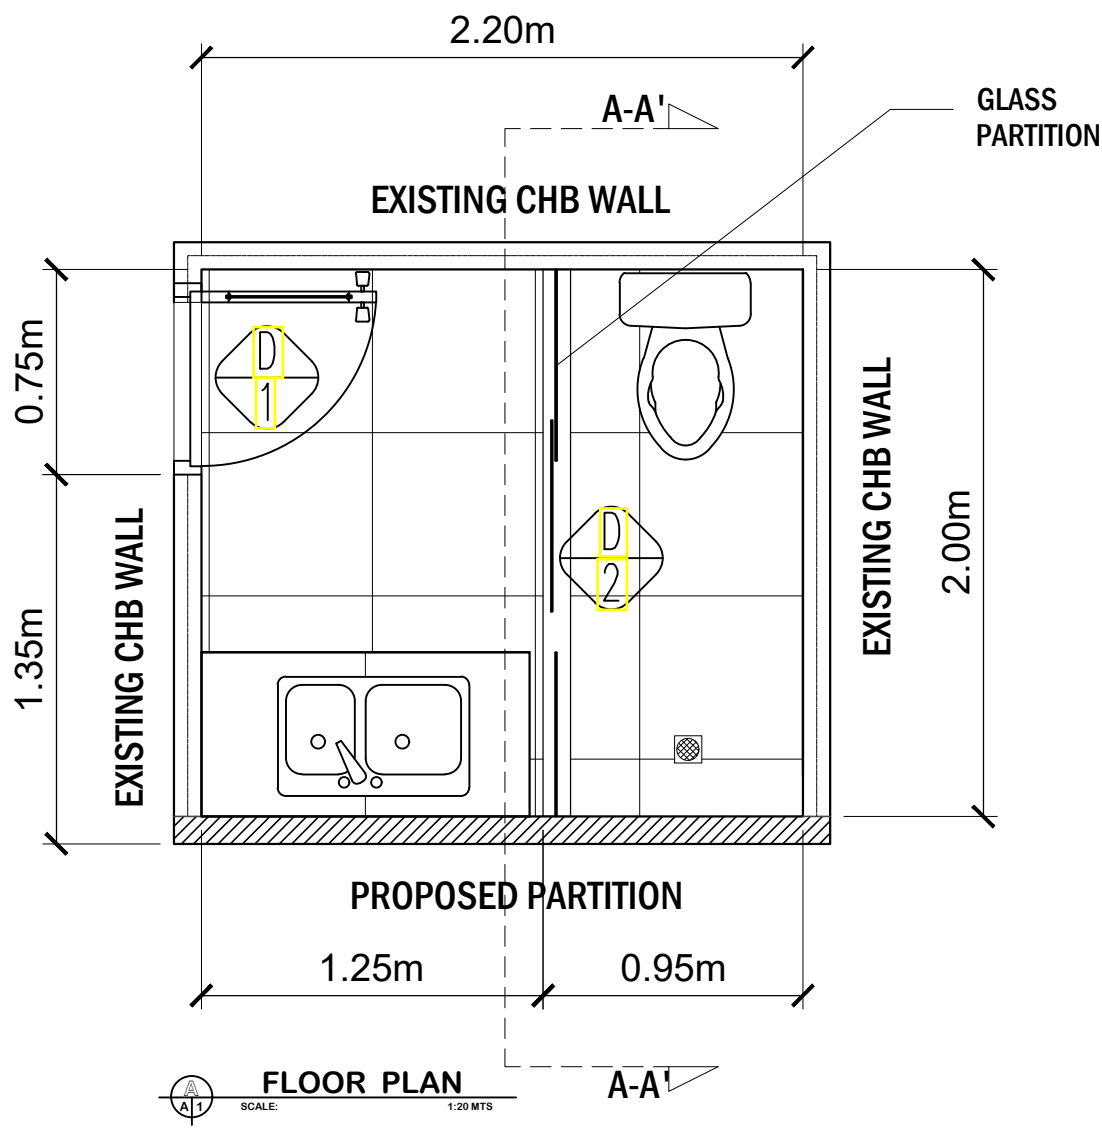 2.20m
A-A'
GLASS
PARTITION
EXISTING CHB WALL
0.75m
D
1
EXISTING CHB WALL
2.00m
D
2
EXISTING CHB WALL
1.35m
PROPOSED PARTITION
1.25m
0.95m
A
A 1
FLOOR PLAN
SCALE: 1:20 MTS
A-A'